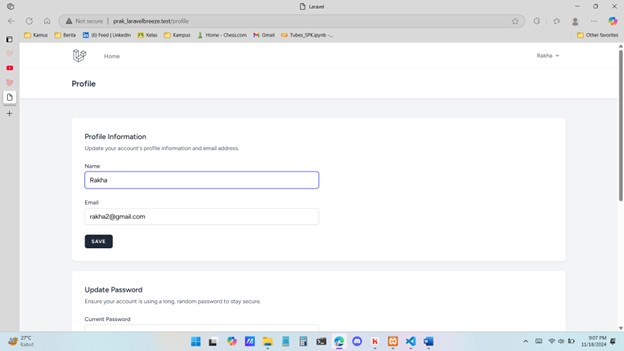 Laravel
Not secure
prak_laravelbreeze.test/profile
Kamus
Berita
(6) Feed | LinkedIn
Kelas
Kampus
Home - Chess.com
Gmail
Tubes_SPK.ipynb -...
Other favorites
Home
Rakha
Profile
Profile Information
Update your account's profile information and email address.
Name
Rakha
Email
rakha2@gmail.com
SAVE
Update Password
Ensure your account is using a long, random password to stay secure.
Current Password
27°C
Kabut
9:07 PM
11/18/2024